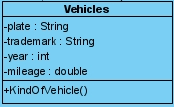 Vehicles
-plate : String
-trademark : String
-year : int
-mileage : double
+KindOfVehicle()